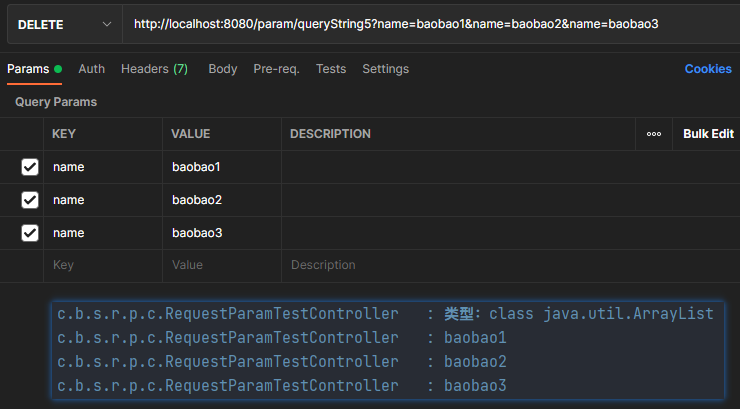 DELETE http://localhost:8080/param/queryString5?name=baobao1&name=baobao2&name=baobao3
Params Auth Headers (7) Body Pre-req. Tests Settings Cookies
Query Params
KEY VALUE DESCRIPTION ooo Bulk Edit
name baobao1
name baobao2
name baobao3
Key Value Description
c.b.s.r.p.c.RequestParamTestController : 类型：class java.util.ArrayList
c.b.s.r.p.c.RequestParamTestController : baobao1
c.b.s.r.p.c.RequestParamTestController : baobao2
c.b.s.r.p.c.RequestParamTestController : baobao3